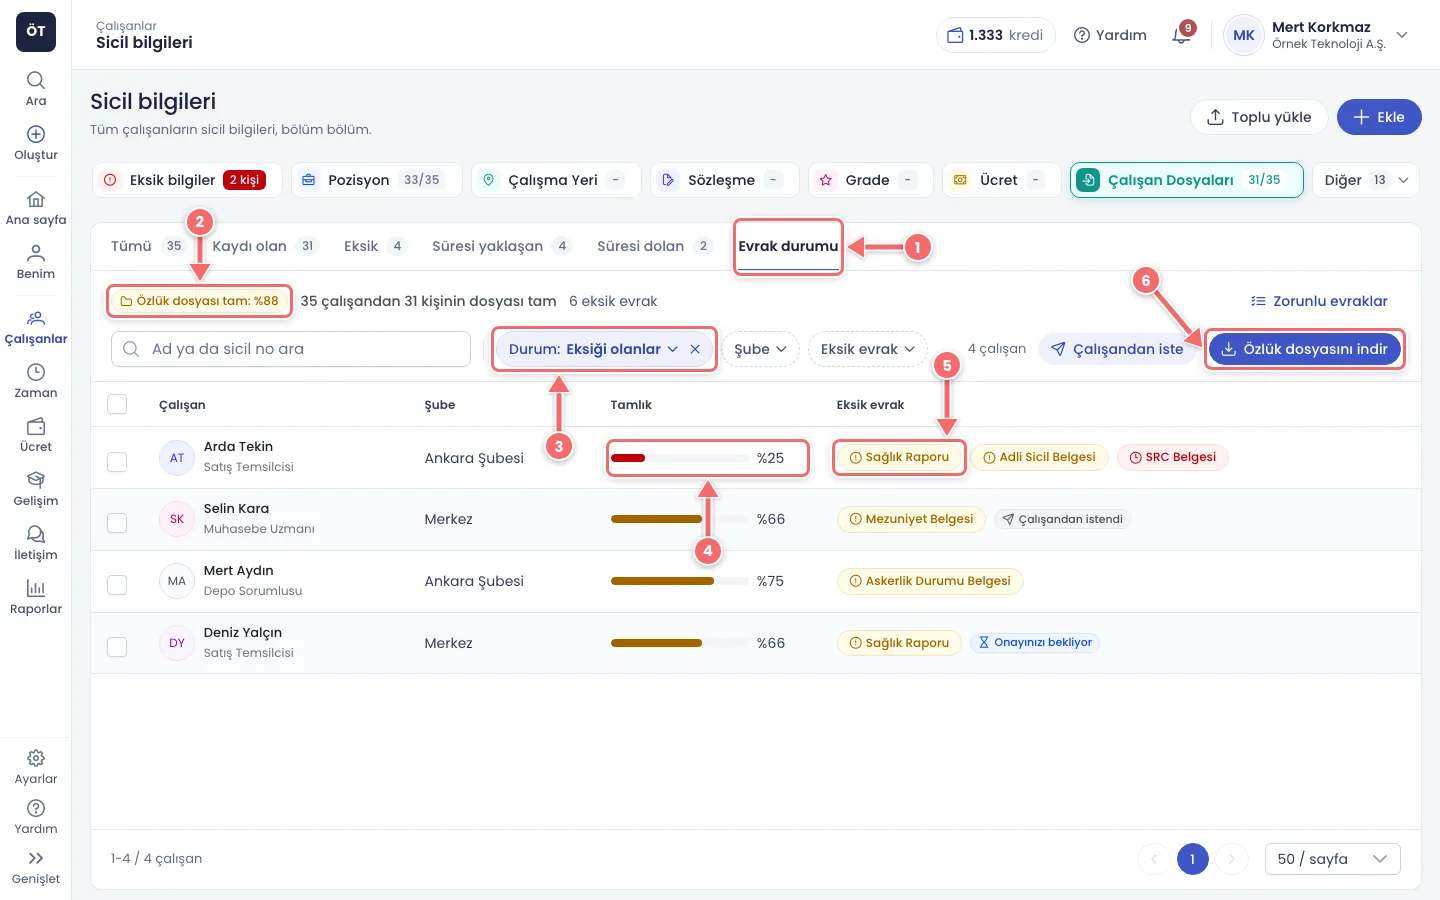 ÖT
Ara
Oluştur
Ana sayfa
Benim
Çalışanlar
Zaman
Ücret
Gelişim
İletişim
Raporlar
Ayarlar
Yardım
Genişlet
Çalışanlar
Sicil bilgileri
1.333 kredi
Yardım
9
MK
Mert Korkmaz
Örnek Teknoloji A.Ş.
Sicil bilgileri
Tüm çalışanların sicil bilgileri, bölüm bölüm.
Toplu yükle
Ekle
Eksik bilgiler 2 kişi
Pozisyon 33/35
Çalışma Yeri -
Sözleşme -
Grade -
Ücret -
Çalışan Dosyaları 31/35
Diğer 13
Tümü 35
Kaydı olan 31
Eksik 4
Süresi yaklaşan 4
Süresi dolan 2
Evrak durumu
1
2
Özlük dosyası tam: %88
35 çalışandan 31 kişinin dosyası tam
6 eksik evrak
Zorunlu evraklar
6
Ad ya da sicil no ara
Durum: Eksiği olanlar
Şube
Eksik evrak
4 çalışan
Çalışandan iste
Özlük dosyasını indir
5
3
4
Çalışan Şube Tamlık Eksik evrak
AT
Arda Tekin
Satış Temsilcisi
Ankara Şubesi
%25
Sağlık Raporu
Adli Sicil Belgesi
SRC Belgesi
SK
Selin Kara
Muhasebe Uzmanı
Merkez
%66
Mezuniyet Belgesi
Çalışandan istendi
MA
Mert Aydın
Depo Sorumlusu
Ankara Şubesi
%75
Askerlik Durumu Belgesi
DY
Deniz Yalçın
Satış Temsilcisi
Merkez
%66
Sağlık Raporu
Onayınızı bekliyor
1-4 / 4 çalışan
1
50 / sayfa